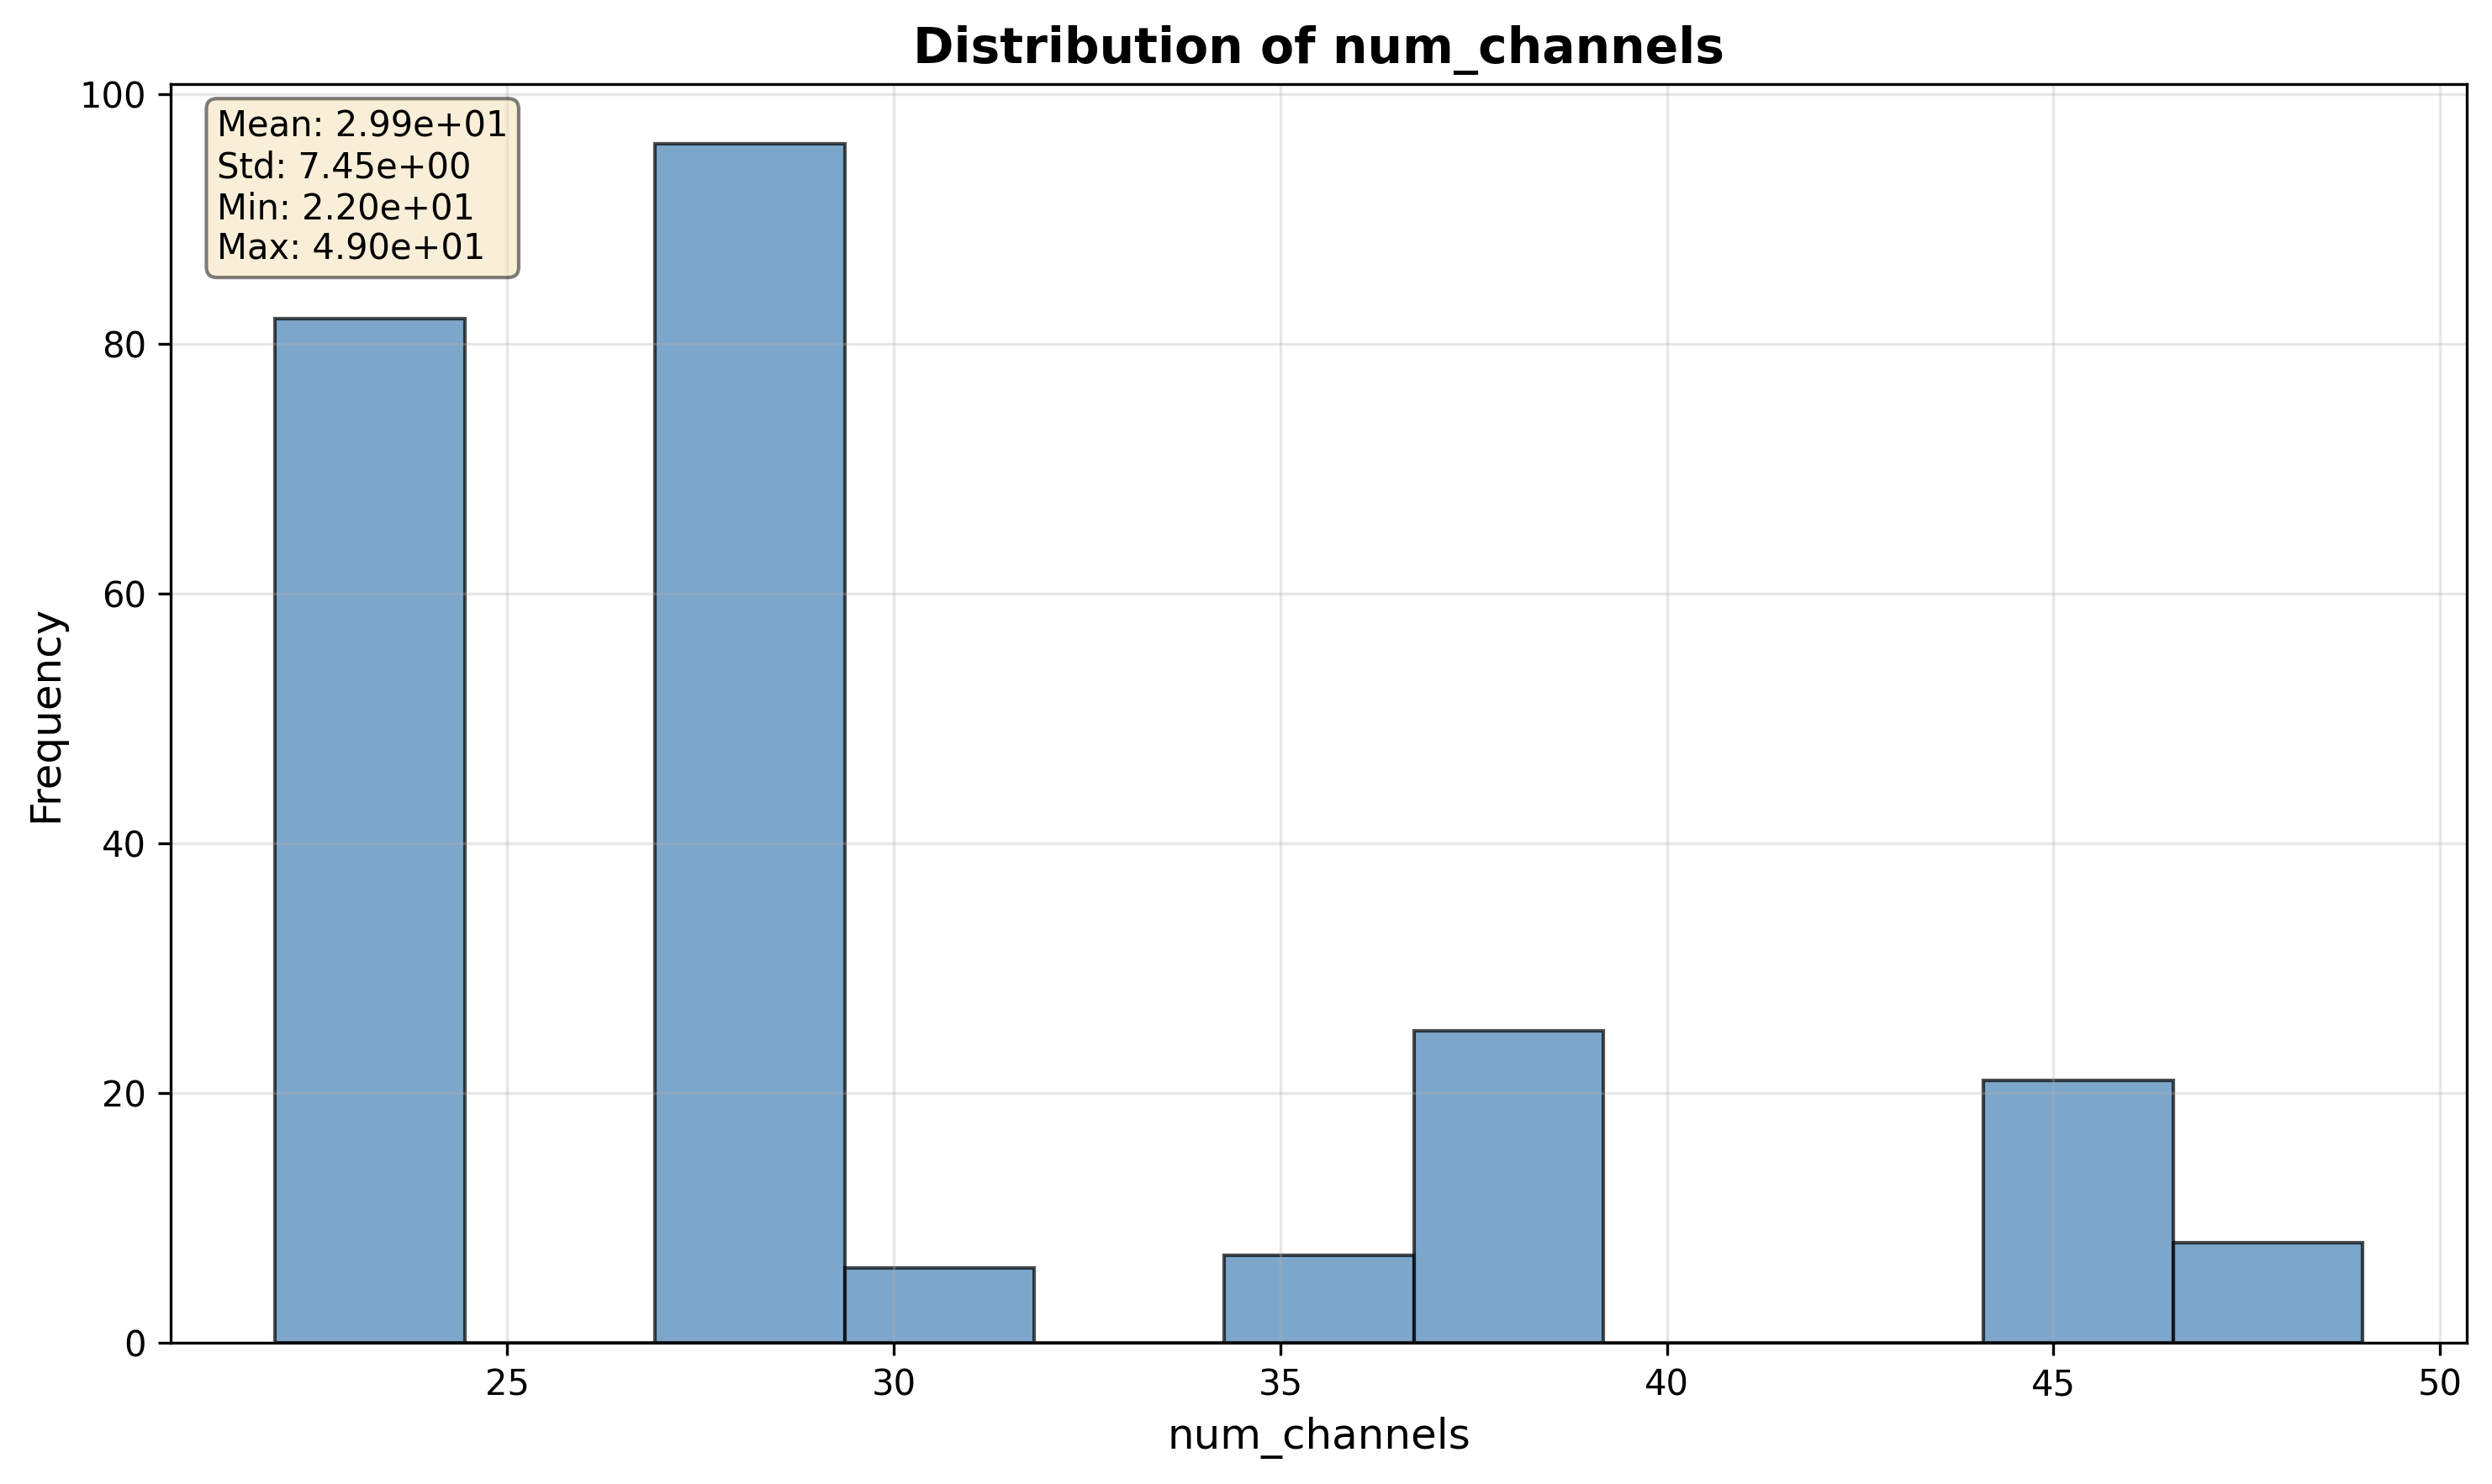 Distribution of num_channels
Mean: 2.99e+01
Std: 7.45e+00
Min: 2.20e+01
Max: 4.90e+01
Frequency
100
80
60
40
20
0
25 30 35 40 45 50
num_channels